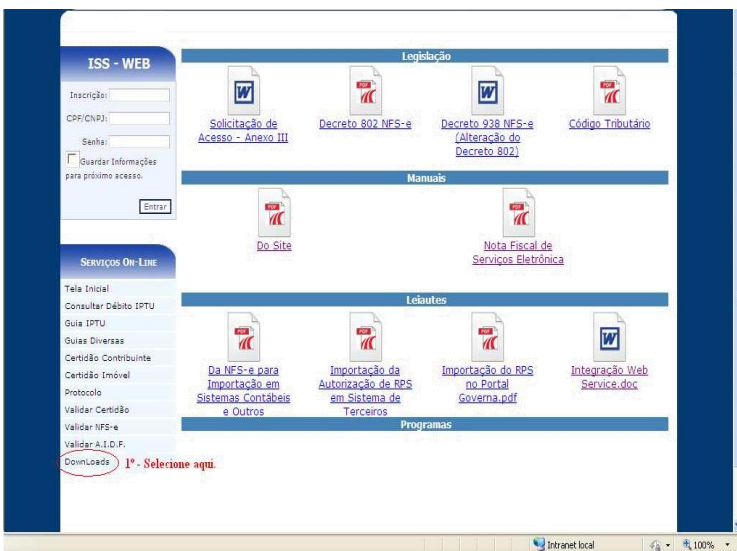 ISS - WEB
Inscrição:
CPF/CNPJ:
Senha:
Guardar Informações
para próximo acesso.
Entrar
SERVIÇOS ON-LINE
Tela Inicial
Consultar Débito IPTU
Guia IPTU
Guias Diversas
Certidão Contribuinte
Certidão Imóvel
Protocolo
Validar Certidão
Validar NFS-e
Validar A.I.D.F.
DownLoads
1º - Selecione aqui.
Legislação
Solicitação de
Acesso - Anexo III
Decreto 802 NFS-e
Decreto 938 NFS-e
(Alteração do
Decreto 802)
Código Tributário
Manuais
Do Site
Nota Fiscal de
Serviços Eletrônica
Leiautes
Da NFS-e para
Importação em
Sistemas Contábeis
e Outros
Importação da
Autorização de RPS
em Sistema de
Terceiros
Importação do RPS
no Portal
Governa.pdf
Integração Web
Service.doc
Programas
Intranet local
100%